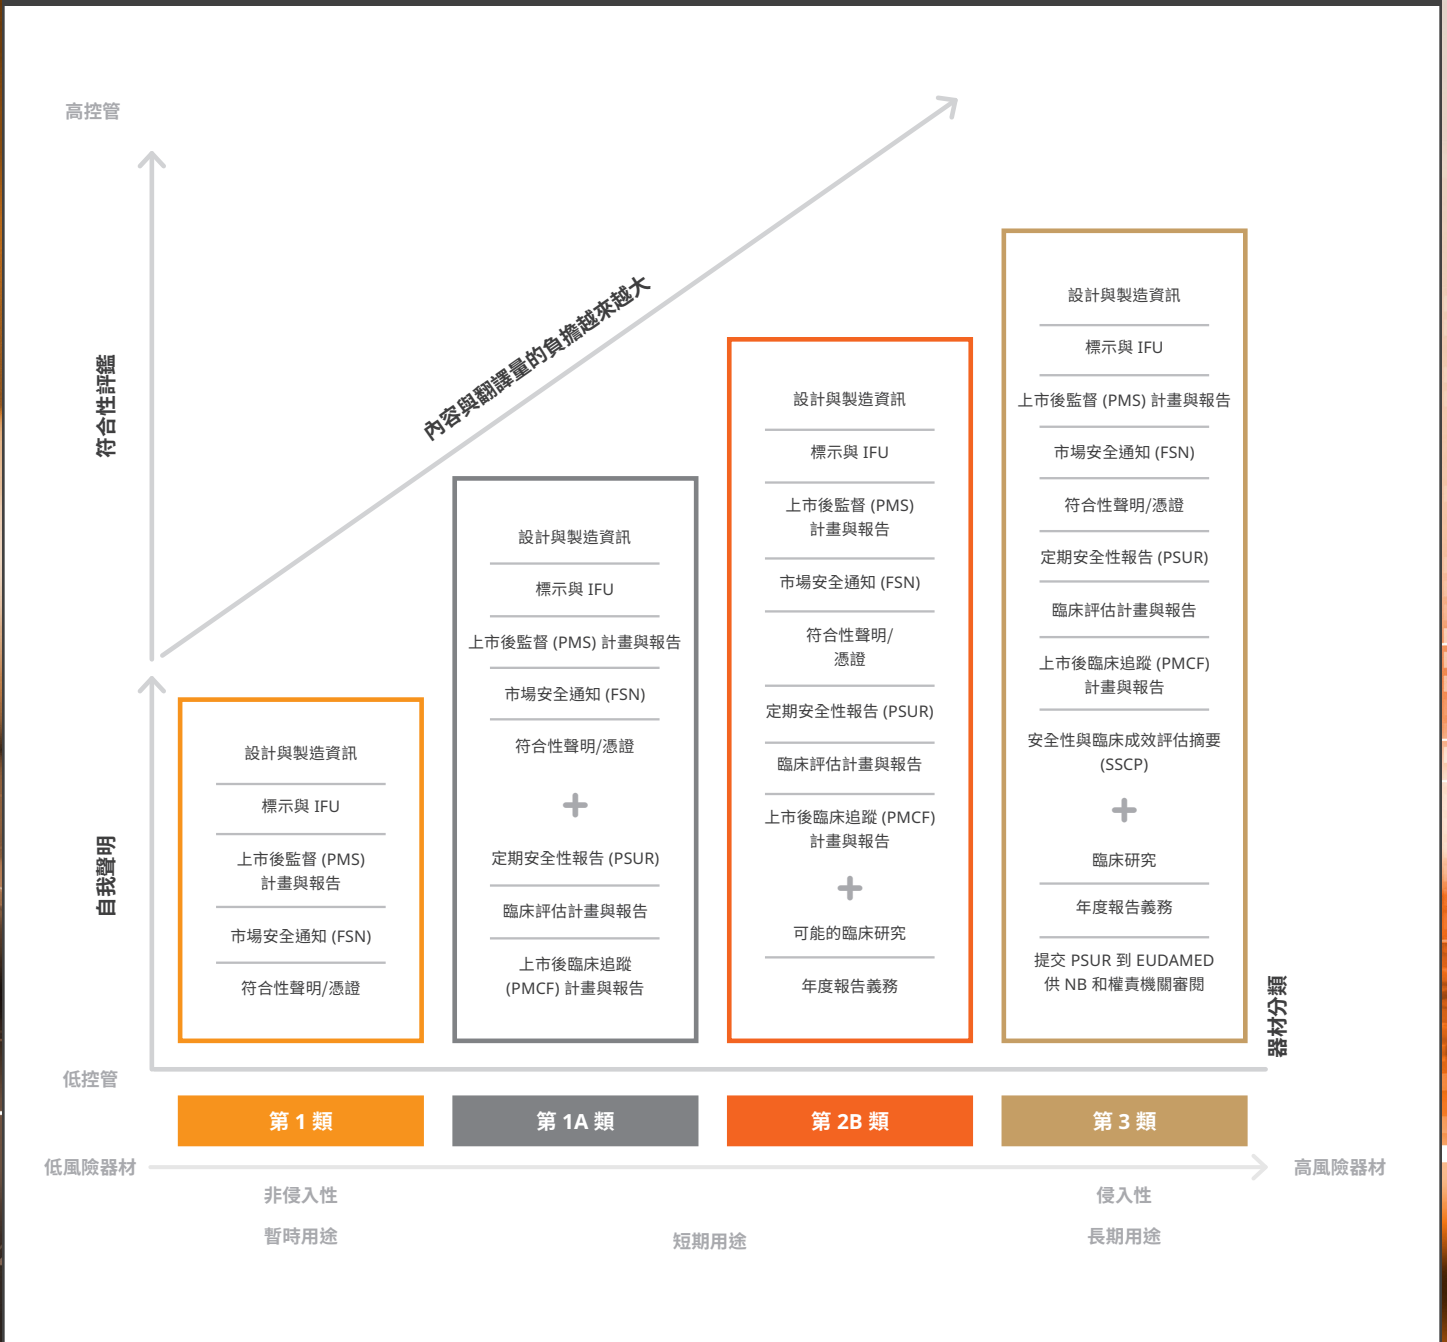 高控管
符合性評鑑
自我聲明
低控管
內容與翻譯量的負擔越來越大
設計與製造資訊
標示與 IFU
上市後監督 (PMS)
計畫與報告
市場安全通知 (FSN)
符合性聲明/憑證
設計與製造資訊
標示與 IFU
上市後監督 (PMS) 計畫與報告
市場安全通知 (FSN)
符合性聲明/憑證
+
定期安全性報告 (PSUR)
臨床評估計畫與報告
上市後臨床追蹤
(PMCF) 計畫與報告
設計與製造資訊
標示與 IFU
上市後監督 (PMS)
計畫與報告
市場安全通知 (FSN)
符合性聲明/
憑證
定期安全性報告 (PSUR)
臨床評估計畫與報告
上市後臨床追蹤 (PMCF)
計畫與報告
+
可能的臨床研究
年度報告義務
設計與製造資訊
標示與 IFU
上市後監督 (PMS) 計畫與報告
市場安全通知 (FSN)
符合性聲明/憑證
定期安全性報告 (PSUR)
臨床評估計畫與報告
上市後臨床追蹤 (PMCF)
計畫與報告
安全性與臨床成效評估摘要
(SSCP)
+
臨床研究
年度報告義務
提交 PSUR 到 EUDAMED
供 NB 和權責機關審閱
器材分類
第 1 類
第 1A 類
第 2B 類
第 3 類
低風險器材
高風險器材
非侵入性
暫時用途
短期用途
侵入性
長期用途